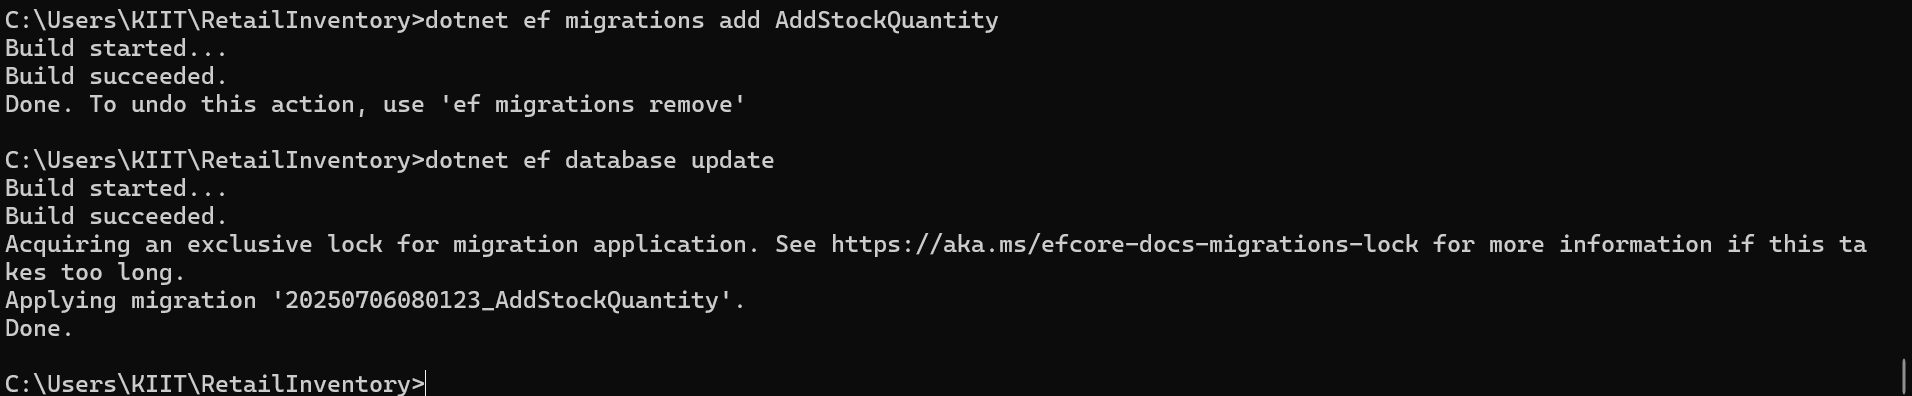 C:\Users\KIIT\RetailInventory>dotnet ef migrations add AddStockQuantity
Build started...
Build succeeded.
Done. To undo this action, use 'ef migrations remove'
C:\Users\KIIT\RetailInventory>dotnet ef database update
Build started...
Build succeeded.
Acquiring an exclusive lock for migration application. See https://aka.ms/efcore-docs-migrations-lock for more information if this ta
kes too long.
Applying migration '20250706080123_AddStockQuantity'.
Done.
C:\Users\KIIT\RetailInventory>